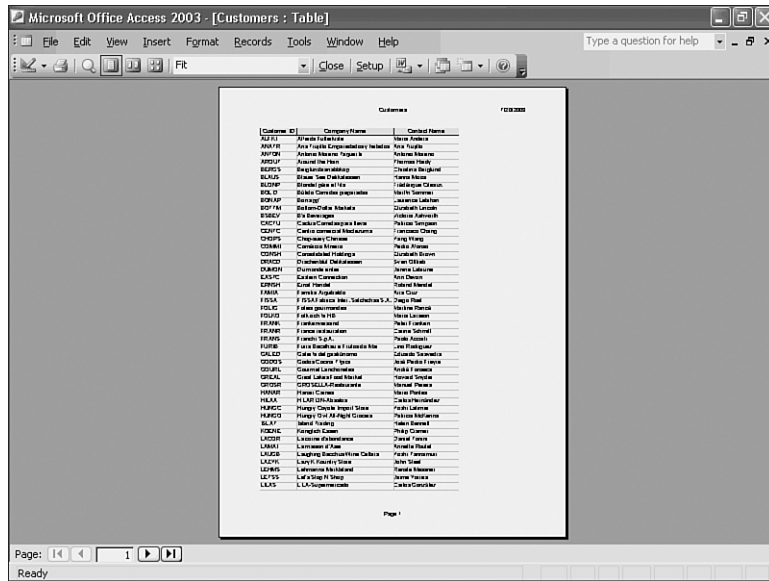 Microsoft Office Access 2003 - [Customers : Table]
File Edit View Insert Format Records Tools Window Help Type a question for help
Fit Close Setup
Customers
Customer ID Company Name Contact Name
ALFKI Alfreds Futterkiste Maria Anders
ANATR Ana Trujillo Emparedados y helados Ana Trujillo
ANTON Antonio Moreno Taquería Antonio Moreno
AROUT Around the Horn Thomas Hardy
BERGS Berglunds snabbköp Christina Berglund
BLAUS Blauer See Delikatessen Hanna Moos
BLONP Blondel père et fils Frédérique Citeaux
BOLID Bólido Comidas preparadas Martín Sommer
BONAP Bon app' Laurence Lebihan
BOTTM Bottom-Dollar Markets Elizabeth Lincoln
BSBEV B's Beverages Victoria Ashworth
CACTU Cactus Comidas para llevar Patricio Simpson
CENTC Centro comercial Moctezuma Francisco Chang
CHOPS Chop-suey Chinese Yang Wang
COMMI Comércio Mineiro Pedro Afonso
CONSH Consolidated Holdings Elizabeth Brown
DRACD Drachenblut Delikatessen Sven Ottlieb
DUMON Du monde entier Janine Labrune
EASTC Eastern Connection Ann Devon
ERNSH Ernst Handel Roland Mendel
FAMIA Familia Arquibaldo Aria Cruz
FISSA FISSA Fabrica Inter. Salchichas S.A. Diego Roel
FOLIG Folies gourmandes Martine Rancé
FOLKO Folk och fä HB Maria Larsson
FRANK Frankenversand Peter Franken
FRANR France restauration Carine Schmitt
FRANS Franchi S.p.A. Paolo Accorti
FURIB Furia Bacalhau e Frutos do Mar Lino Rodriguez
GALED Galería del gastrónomo Eduardo Saavedra
GODOS Godos Cocina Típica José Pedro Freyre
GOURL Gourmet Lanchonetes André Fonseca
GREAL Great Lakes Food Market Howard Snyder
GROSR GROSELLA-Restaurante Manuel Pereira
HANAR Hanari Carnes Mario Pontes
HILAA HILARIÓN-Abastos Carlos Hernández
HUNGC Hungry Coyote Import Store Yoshi Latimer
HUNGO Hungry Owl All-Night Grocers Patricia McKenna
ISLAT Island Trading Helen Bennett
KOENE Königlich Essen Philip Cramer
LACOR La corne d'abondance Daniel Tonini
LAMAI La maison d'Asie Annette Roulet
LAUGB Laughing Bacchus Wine Cellars Yoshi Tannamuri
LAZYK Lazy K Kountry Store John Steel
LEHMS Lehmanns Marktstand Renate Messner
LETSS Let's Stop N Shop Jaime Yorres
LILAS LILA-Supermercado Carlos González
Page 1
Page: 1
Ready